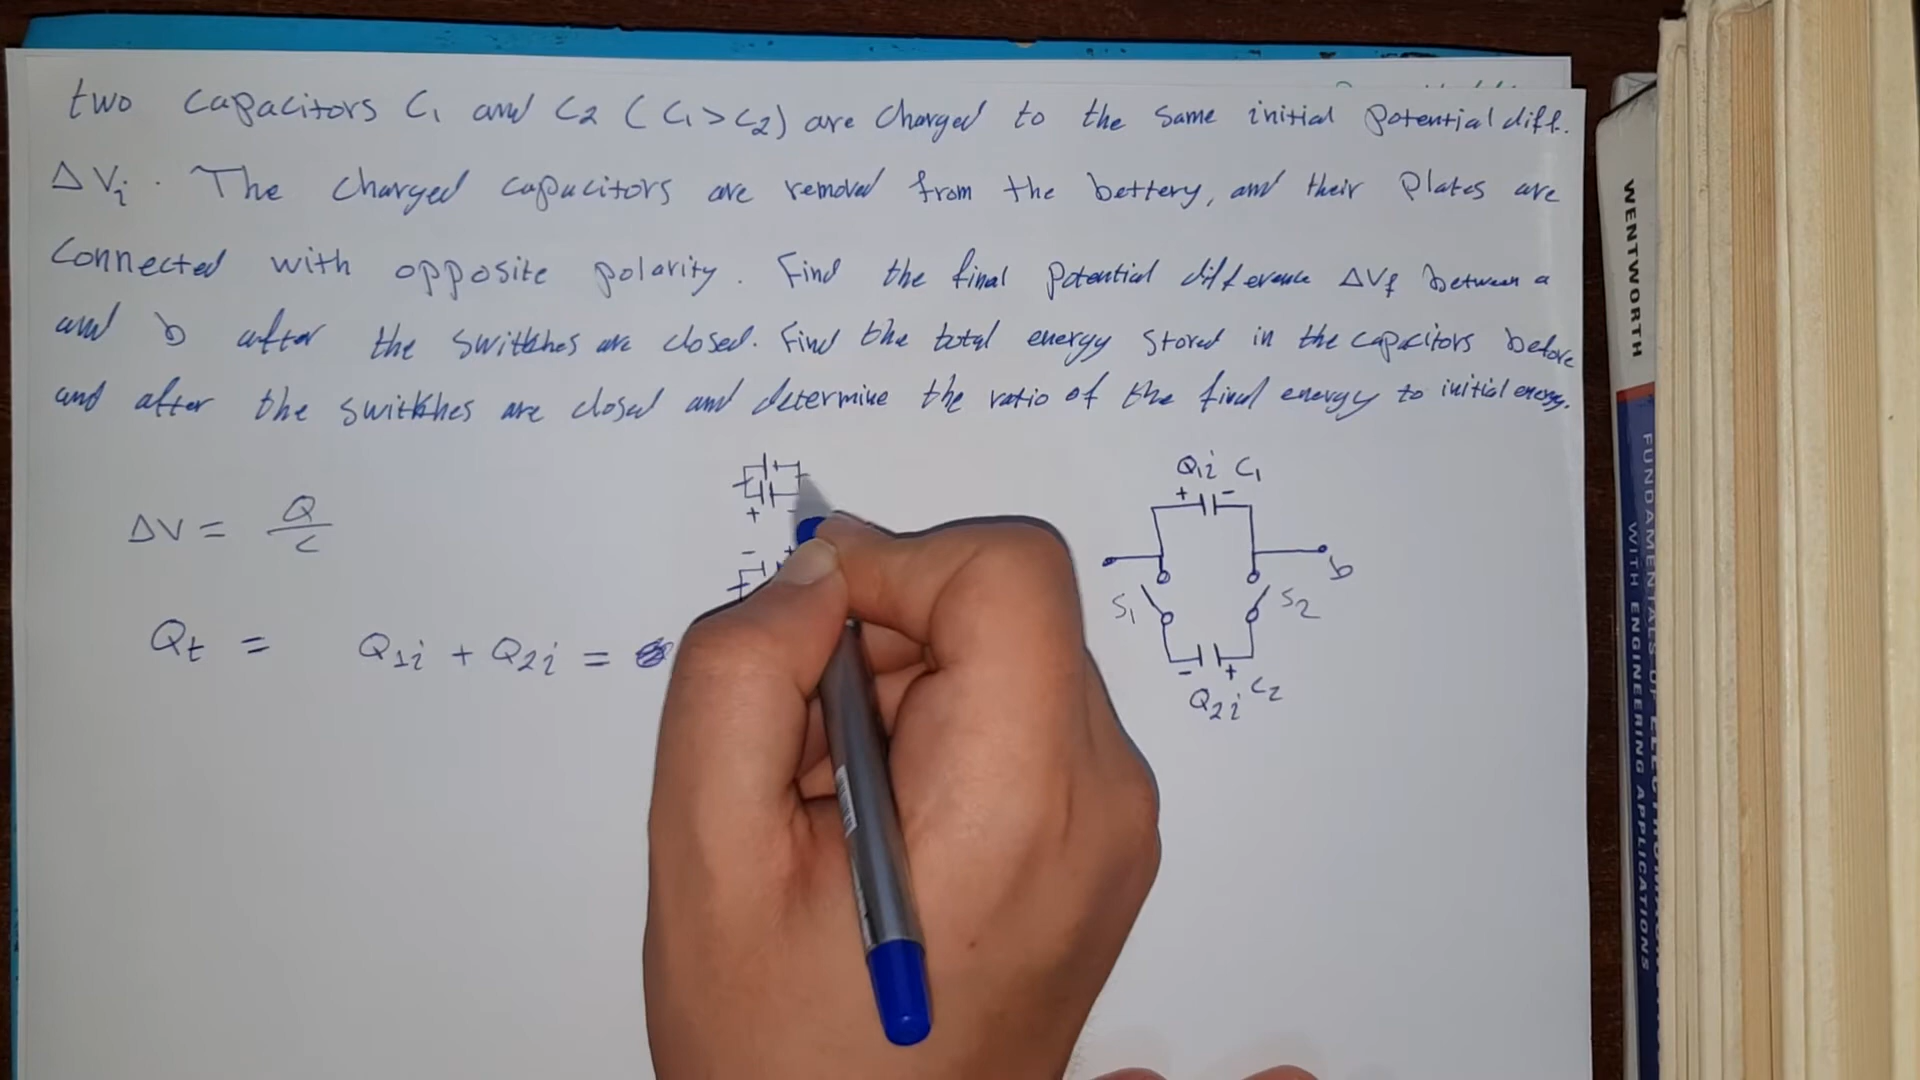 two capacitors C1 and C2 (C1 > C2) are charged to the same initial potential diff.
ΔVi. The charged capacitors are removed from the bettery, and their Plates are
Connected with opposite polarity. Find the final potential difference ΔVf between a
and b after the switches are closed. Find the total energy stored in the capacitors before
and after the switches are closed and determine the ratio of the final energy to initial energy.
+
- +
ΔV = Q/C
Qt = Q1i + Q2i =
Q1i C1
+ -
b
S1 S2
- +
Q2i C2
WENTWORTH
WITH ENGINEERING APPLICATIONS